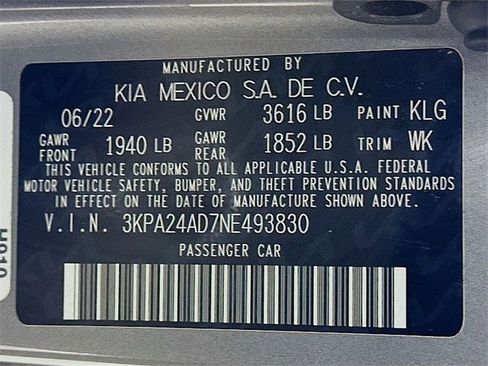 MANUFACTURED BY
KIA MEXICO S.A. DE C.V.
06/22 GVWR 3616 LB PAINT KLG
GAWR FRONT 1940 LB GAWR REAR 1852 LB TRIM WK
THIS VEHICLE CONFORMS TO ALL APPLICABLE U.S.A. FEDERAL
MOTOR VEHICLE SAFETY, BUMPER, AND THEFT PREVENTION STANDARDS
IN EFFECT ON THE DATE OF MANUFACTURE SHOWN ABOVE.
V.I.N. 3KPA24AD7NE493830
PASSENGER CAR